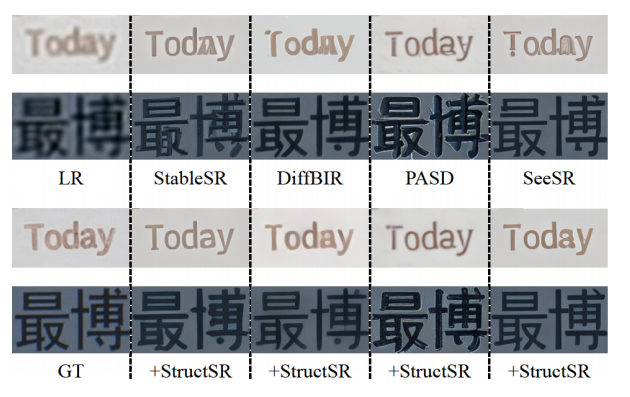 Today Today Today Today Today
最博 最博 最博 最博 最博
LR StableSR DiffBIR PASD SeeSR
Today Today Today Today Today
最博 最博 最博 最博 最博
GT +StructSR +StructSR +StructSR +StructSR